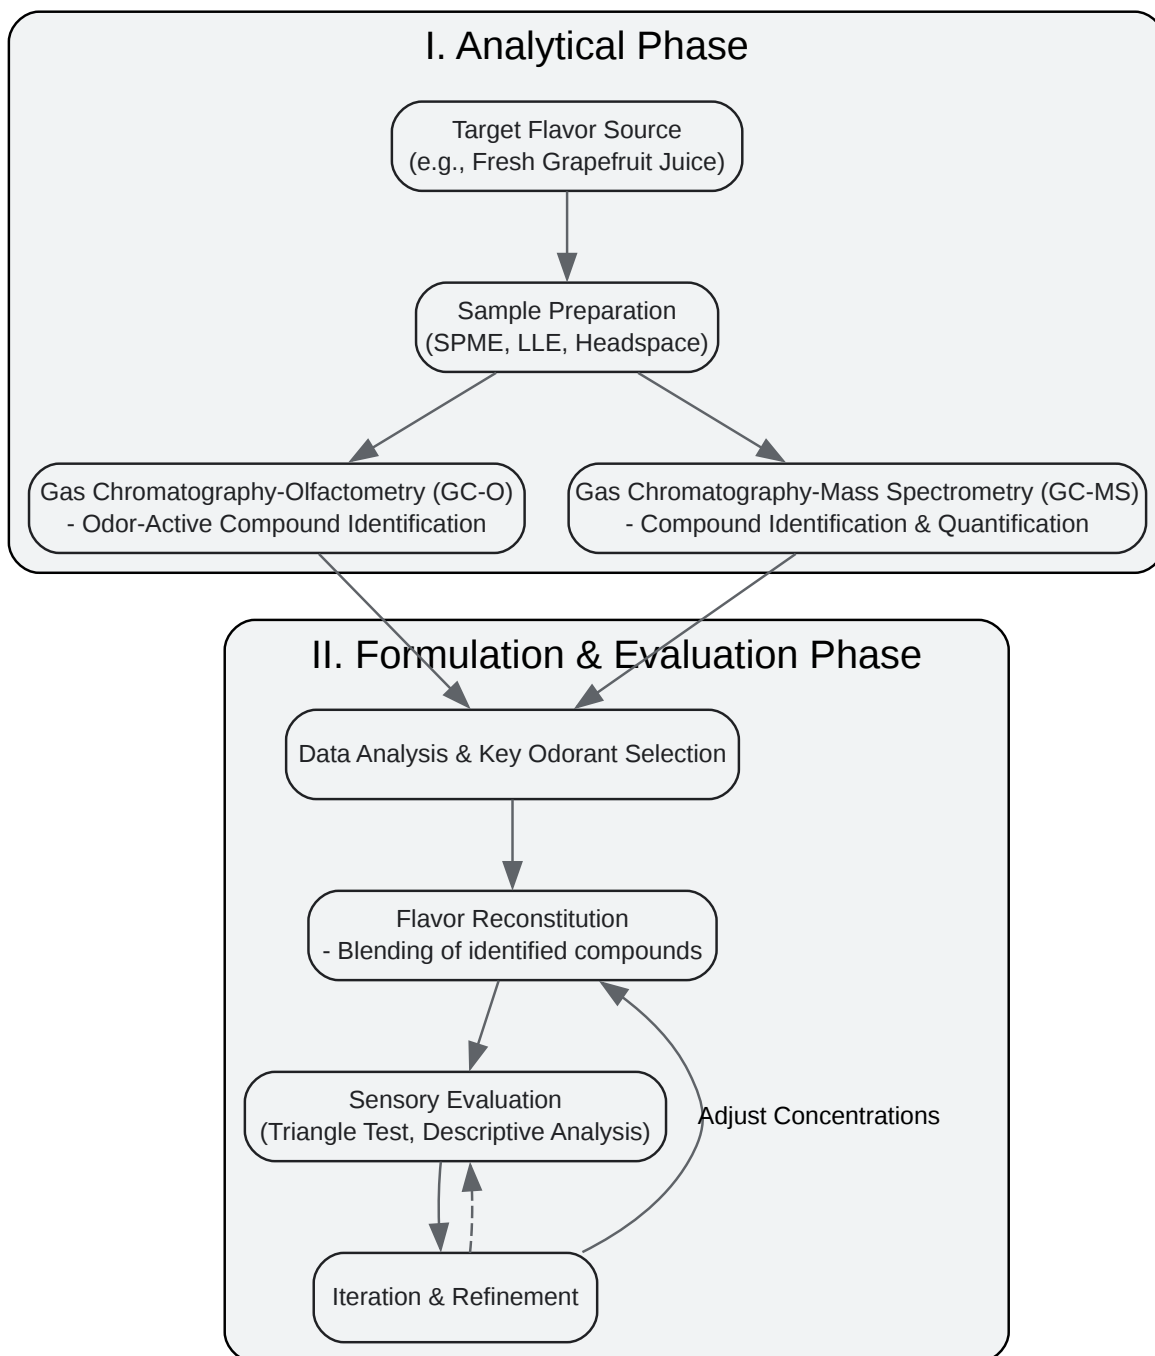 I. Analytical Phase
Target Flavor Source
(e.g., Fresh Grapefruit Juice)
Sample Preparation
(SPME, LLE, Headspace)
Gas Chromatography-Olfactometry (GC-O)
- Odor-Active Compound Identification
Gas Chromatography-Mass Spectrometry (GC-MS)
- Compound Identification & Quantification
II. Formulation & Evaluation Phase
Data Analysis & Key Odorant Selection
Flavor Reconstitution
- Blending of identified compounds
Sensory Evaluation
(Triangle Test, Descriptive Analysis)
Adjust Concentrations
Iteration & Refinement